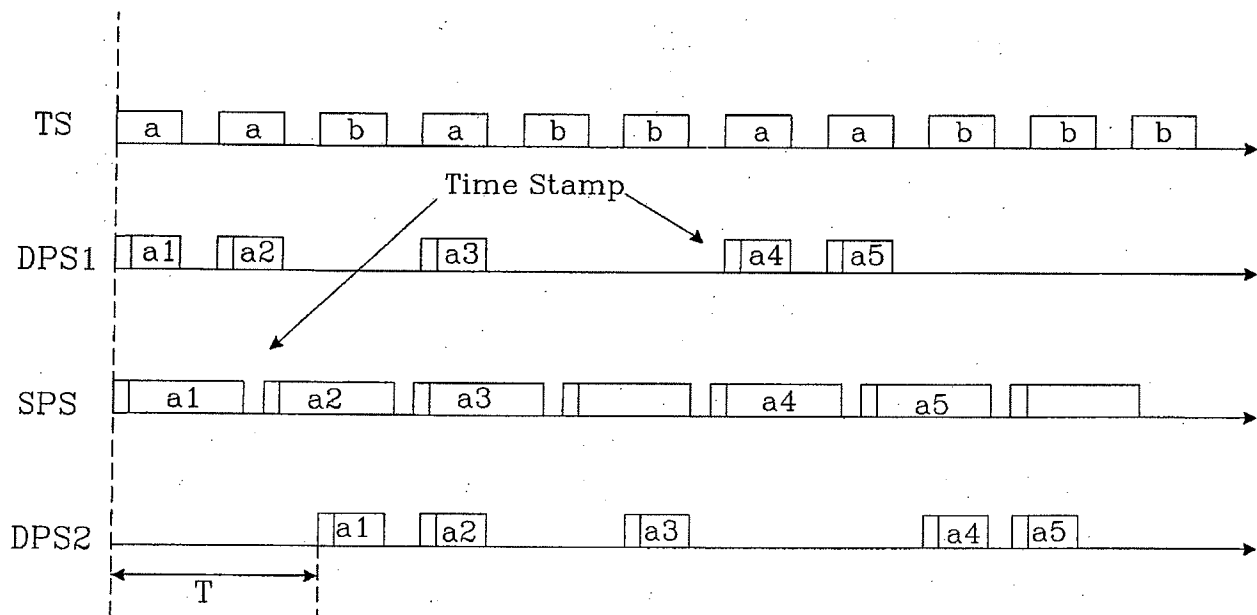 TS a a b a b b a a b b b
Time Stamp
DPS1 a1 a2 a3 a4 a5
SPS a1 a2 a3 a4 a5
DPS2 a1 a2 a3 a4 a5
T